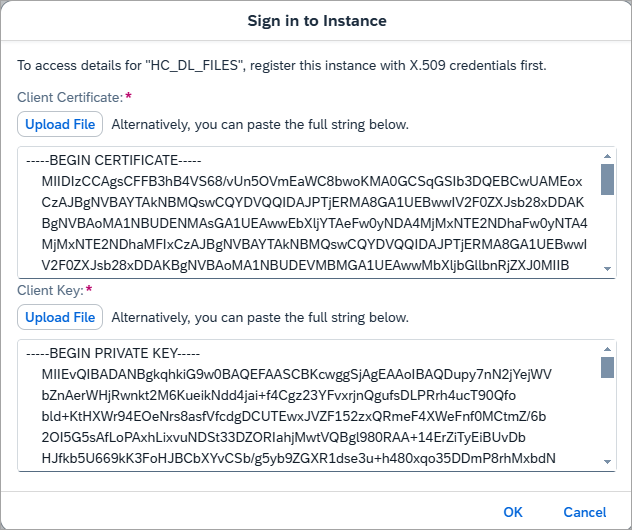 Sign in to Instance
To access details for "HC_DL_FILES", register this instance with X.509 credentials first.
Client Certificate:*
Upload File Alternatively, you can paste the full string below.
-----BEGIN CERTIFICATE-----
MIIDIzCCAgsCFFB3hB4VS68/vUn5OVmEaWC8bwoKMA0GCSqGSIb3DQEBCwUAMEox
CzAJBgNVBAYTAkNBMQswCQYDVQQIDAJPTjERMA8GA1UEBwwIV2F0ZXJsb28xDDAK
BgNVBAoMA1NBUDENMAsGA1UEAwwEbXljYTAeFw0yNDA4MjMxNTE2NDhaFw0yNTA4
MjMxNTE2NDhaMFIxCzAJBgNVBAYTAkNBMQswCQYDVQQIDAJPTjERMA8GA1UEBwwI
V2F0ZXJsb28xDDAKBgNVBAoMA1NBUDEVMBMGA1UEAwwMbXljbGllbnRjZXJ0MIIB
Client Key:*
Upload File Alternatively, you can paste the full string below.
-----BEGIN PRIVATE KEY-----
MIIEvQIBADANBgkqhkiG9w0BAQEFAASCBKcwggSjAgEAAoIBAQDupy7nN2jYejWV
bZnAerWHjRwnkt2M6KueikNdd4jai+f4Cgz23YFvxrjnQgufsDLPRrh4ucT90Qfo
bld+KtHXWr94EOeNrs8asfVfcdgDCUTEwxJVZF152zxQRmeF4XWeFnf0MCtmZ/6b
2OI5G5sAfLoPAxhLixvuNDSt33DZORIahjMwtVQBgl980RAA+14ErZiTyEiBUvDb
HJfkb5U669kK3FoHJBCbXYvCSb/g5yb9ZGXR1dse3u+h480xqo35DDmP8rhMxbdN
OK Cancel